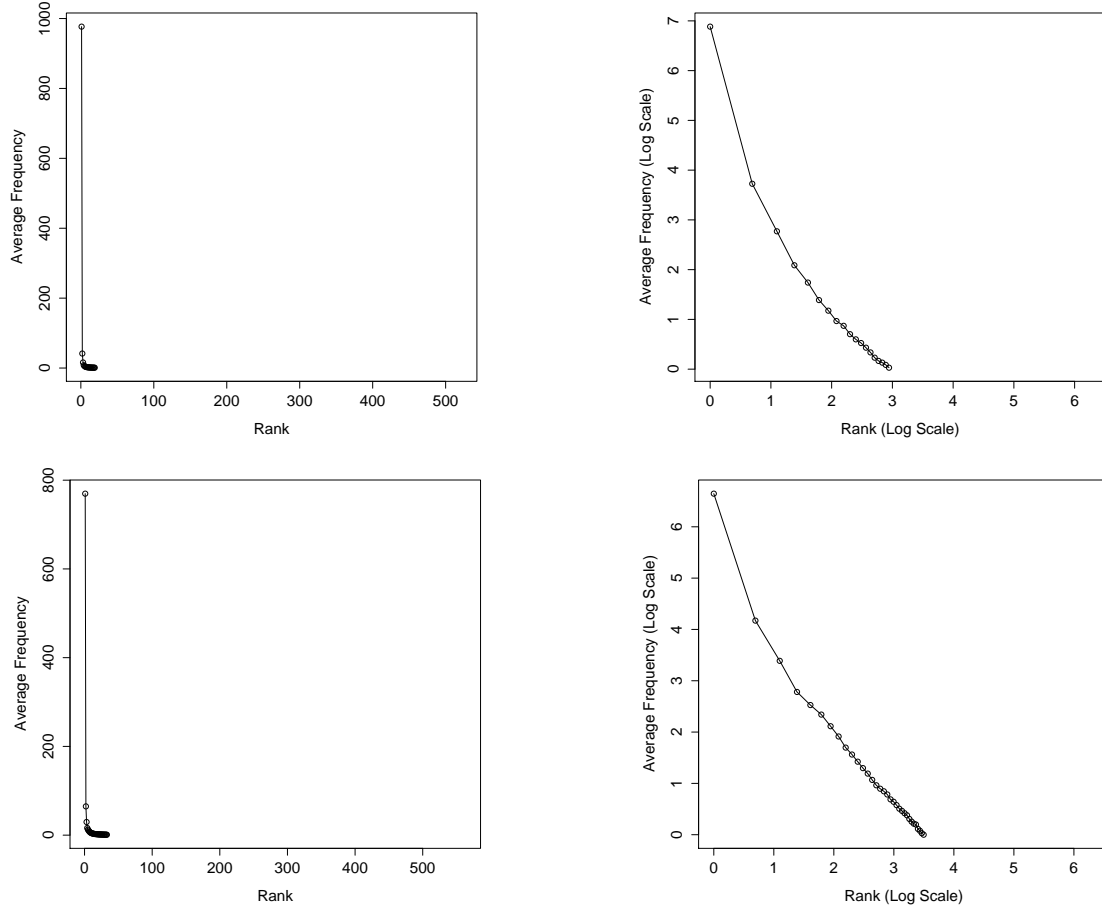 1000
800
600
400
200
0
Average Frequency
0 100 200 300 400 500
Rank
7
6
5
4
3
2
1
0
Average Frequency (Log Scale)
0 1 2 3 4 5 6
Rank (Log Scale)
800
600
400
200
0
Average Frequency
0 100 200 300 400 500
Rank
6
5
4
3
2
1
0
Average Frequency (Log Scale)
0 1 2 3 4 5 6
Rank (Log Scale)